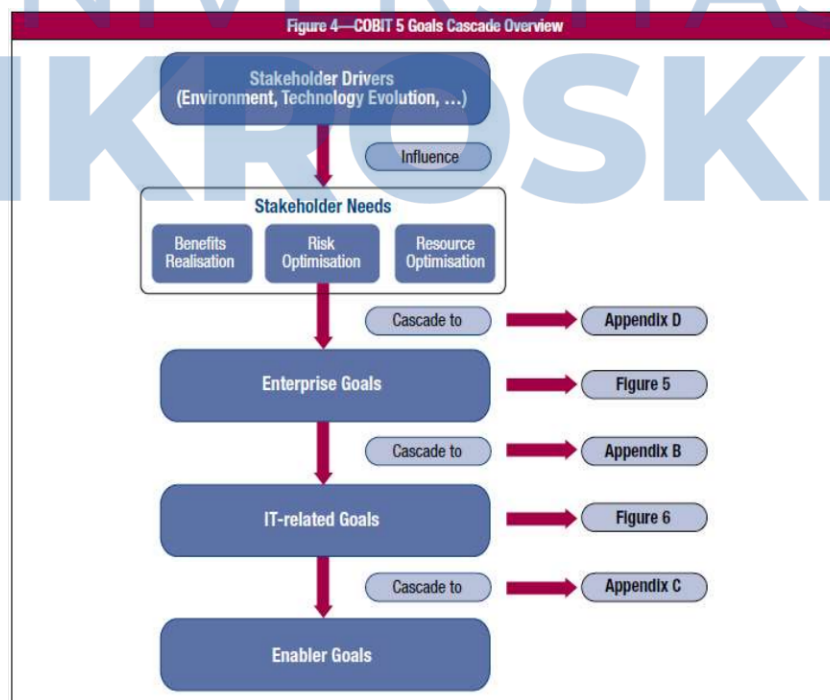 UNIVERSITAS
MIKROSKI
Figure 4—COBIT 5 Goals Cascade Overview
Stakeholder Drivers
(Environment, Technology Evolution, …)
Influence
Stakeholder Needs
Benefits
Realisation
Risk
Optimisation
Resource
Optimisation
Cascade to
Appendix D
Enterprise Goals
Figure 5
Cascade to
Appendix B
IT-related Goals
Figure 6
Cascade to
Appendix C
Enabler Goals